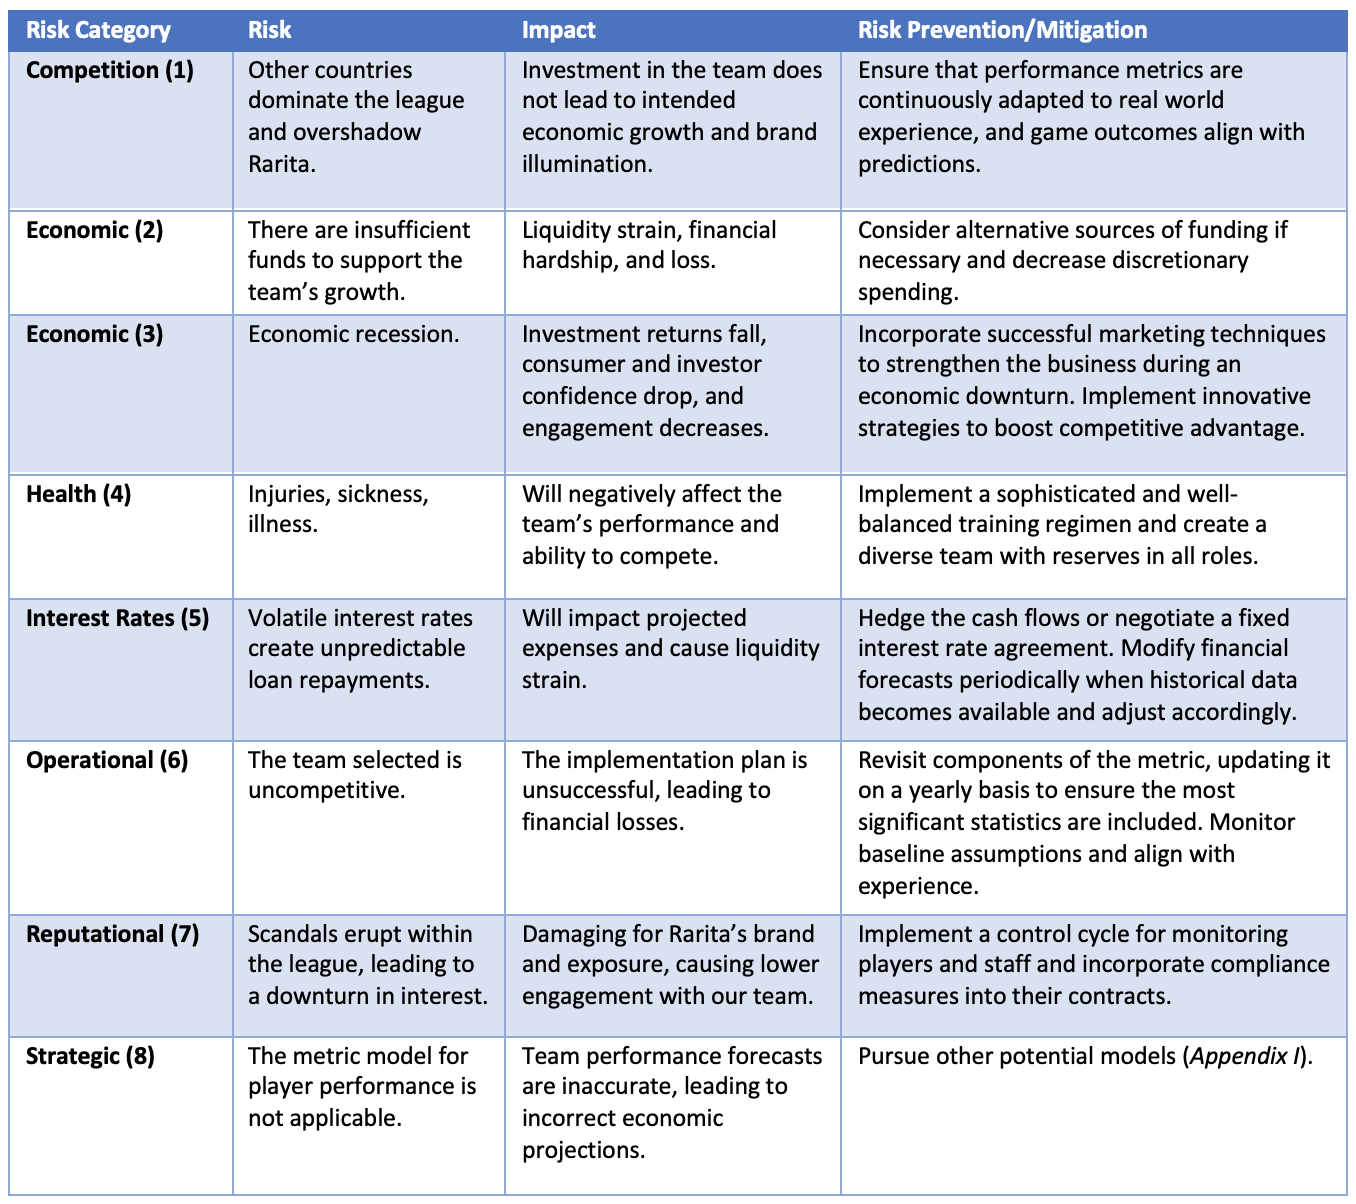 Risk Category
Risk
Impact
Risk Prevention/Mitigation
Competition (1)
Other countries
dominate the league
and overshadow
Rarita.
Investment in the team does
not lead to intended
economic growth and brand
illumination.
Ensure that performance metrics are
continuously adapted to real world
experience, and game outcomes align with
predictions.
Economic (2)
There are insufficient
funds to support the
team’s growth.
Liquidity strain, financial
hardship, and loss.
Consider alternative sources of funding if
necessary and decrease discretionary
spending.
Economic (3)
Economic recession.
Investment returns fall,
consumer and investor
confidence drop, and
engagement decreases.
Incorporate successful marketing techniques
to strengthen the business during an
economic downturn. Implement innovative
strategies to boost competitive advantage.
Health (4)
Injuries, sickness,
illness.
Will negatively affect the
team’s performance and
ability to compete.
Implement a sophisticated and well-
balanced training regimen and create a
diverse team with reserves in all roles.
Interest Rates (5)
Volatile interest rates
create unpredictable
loan repayments.
Will impact projected
expenses and cause liquidity
strain.
Hedge the cash flows or negotiate a fixed
interest rate agreement. Modify financial
forecasts periodically when historical data
becomes available and adjust accordingly.
Operational (6)
The team selected is
uncompetitive.
The implementation plan is
unsuccessful, leading to
financial losses.
Revisit components of the metric, updating it
on a yearly basis to ensure the most
significant statistics are included. Monitor
baseline assumptions and align with
experience.
Reputational (7)
Scandals erupt within
the league, leading to
a downturn in interest.
Damaging for Rarita’s brand
and exposure, causing lower
engagement with our team.
Implement a control cycle for monitoring
players and staff and incorporate compliance
measures into their contracts.
Strategic (8)
The metric model for
player performance is
not applicable.
Team performance forecasts
are inaccurate, leading to
incorrect economic
projections.
Pursue other potential models (Appendix I).